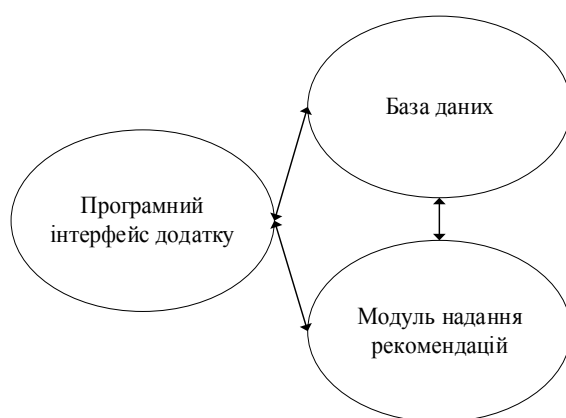 База даних
Програмний
інтерфейс додатку
Модуль надання
рекомендацій